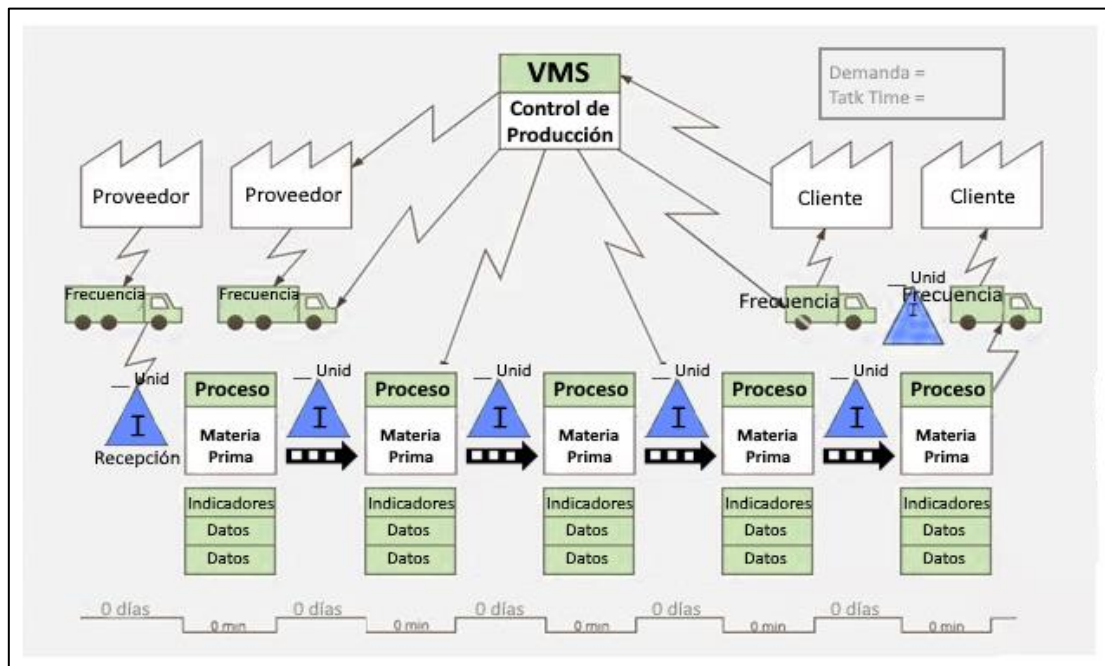 VMS
Control de
Producción
Demanda =
Tatk TIme =
Proveedor
Proveedor
Cliente
Cliente
Frecuencia
Frecuencia
Frecuencia
__ Unid
Frecuencia
I
__ Unid
I
Recepción
Proceso
Materia
Prima
__ Unid
I
Proceso
Materia
Prima
__ Unid
I
Proceso
Materia
Prima
__ Unid
I
Proceso
Materia
Prima
__ Unid
I
Proceso
Materia
Prima
Indicadores
Datos
Datos
Indicadores
Datos
Datos
Indicadores
Datos
Datos
Indicadores
Datos
Datos
Indicadores
Datos
Datos
0 días
0 min
0 días
0 min
0 días
0 min
0 días
0 min
0 días
0 min